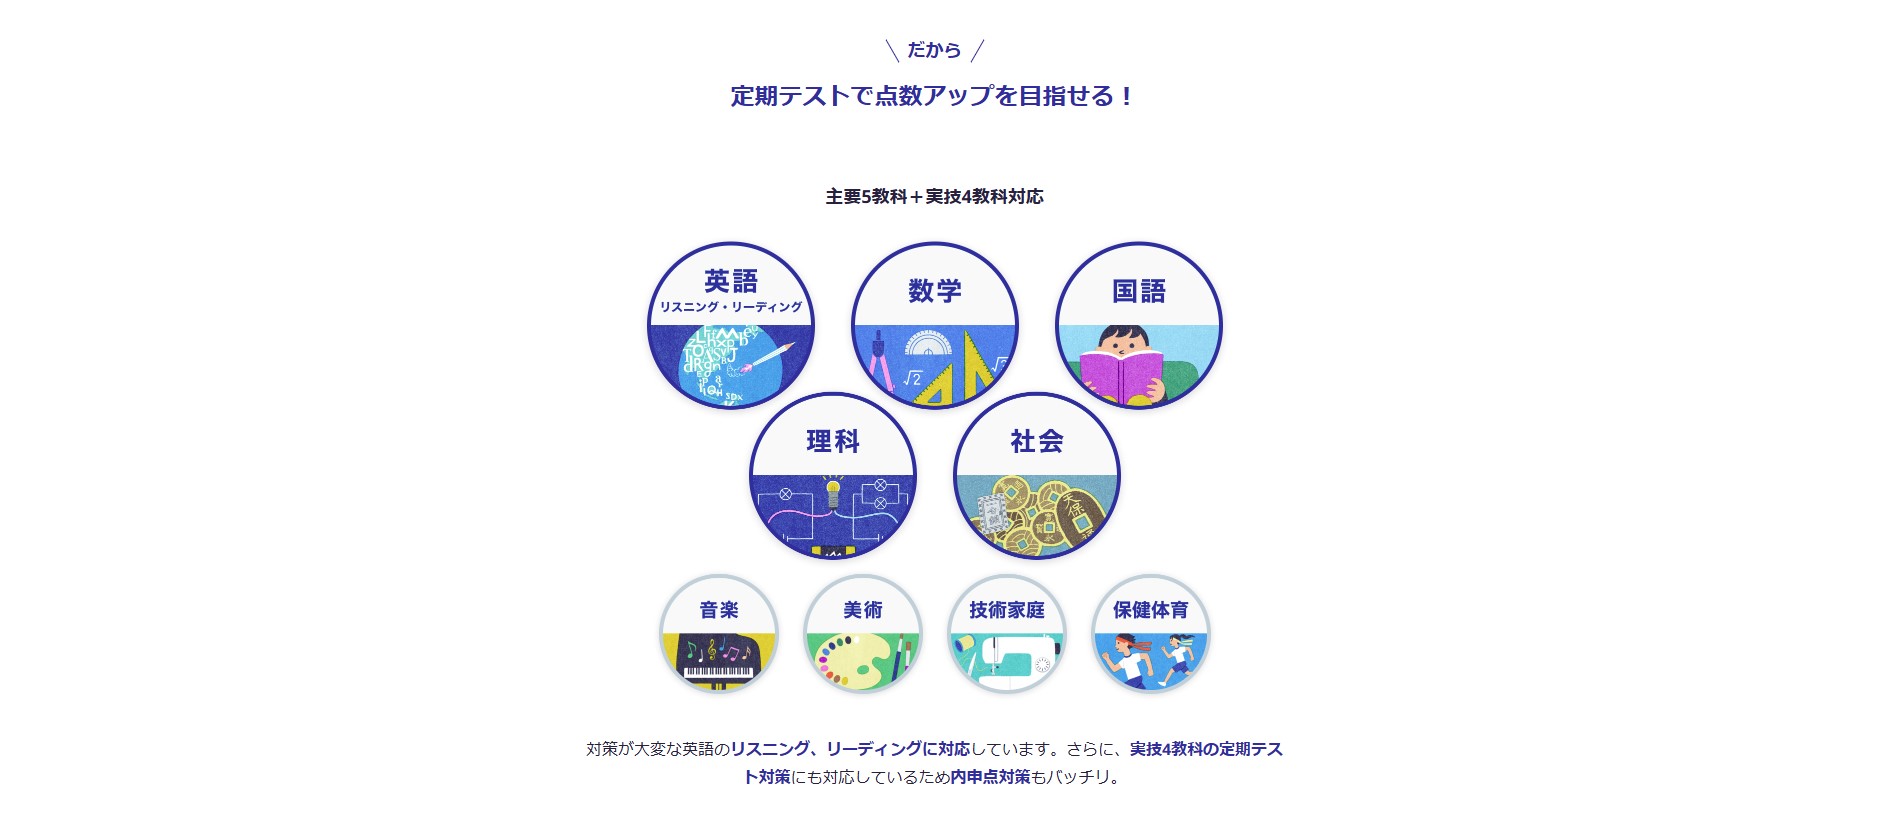 だから
定期テストで点数アップを目指せる！
主要5教科＋実技4教科対応
英語
リスニング・リーディング
数学
国語
√2
理科
社会
天保
音楽
美術
技術家庭
保健体育
対策が大変な英語のリスニング、リーディングに対応しています。さらに、実技4教科の定期テス
ト対策にも対応しているため内申点対策もバッチリ。